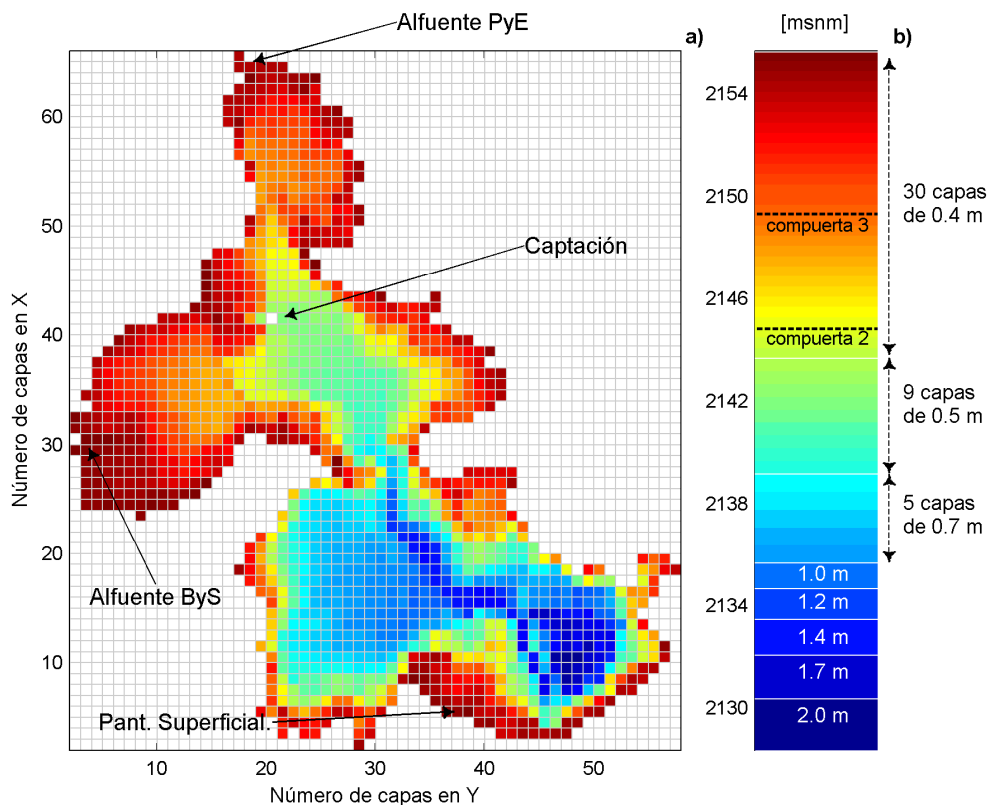 Alfuente PyE
a)
[msnm]
b)
60
50
40
30
20
10
Número de capas en X
Captación
Alfuente ByS
Pant. Superficial.
10
20
30
40
50
Número de capas en Y
2154
2150
2146
2142
2138
2134
2130
compuerta 3
compuerta 2
30 capas
de 0.4 m
9 capas
de 0.5 m
5 capas
de 0.7 m
1.0 m
1.2 m
1.4 m
1.7 m
2.0 m